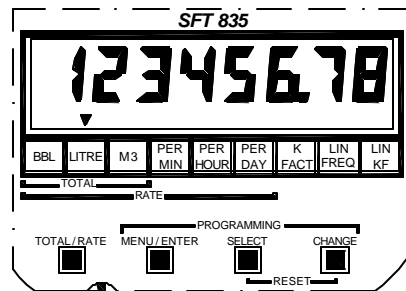 SFT 835
123456.78
BBL LITRE M3 PER MIN PER HOUR PER DAY K FACT LIN FREQ LIN KF
TOTAL
RATE
PROGRAMMING
TOTAL/RATE MENU/ENTER SELECT CHANGE
RESET